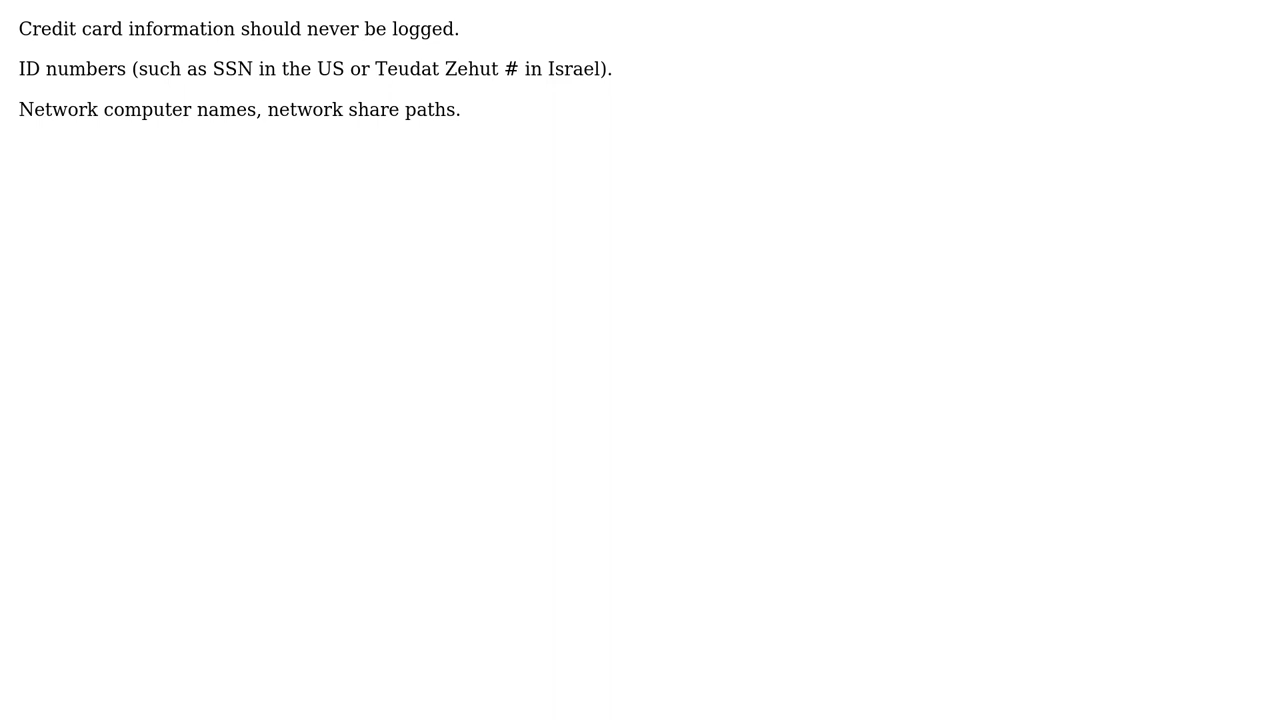 Credit card information should never be logged.
ID numbers (such as SSN in the US or Teudat Zehut # in Israel).
Network computer names, network share paths.